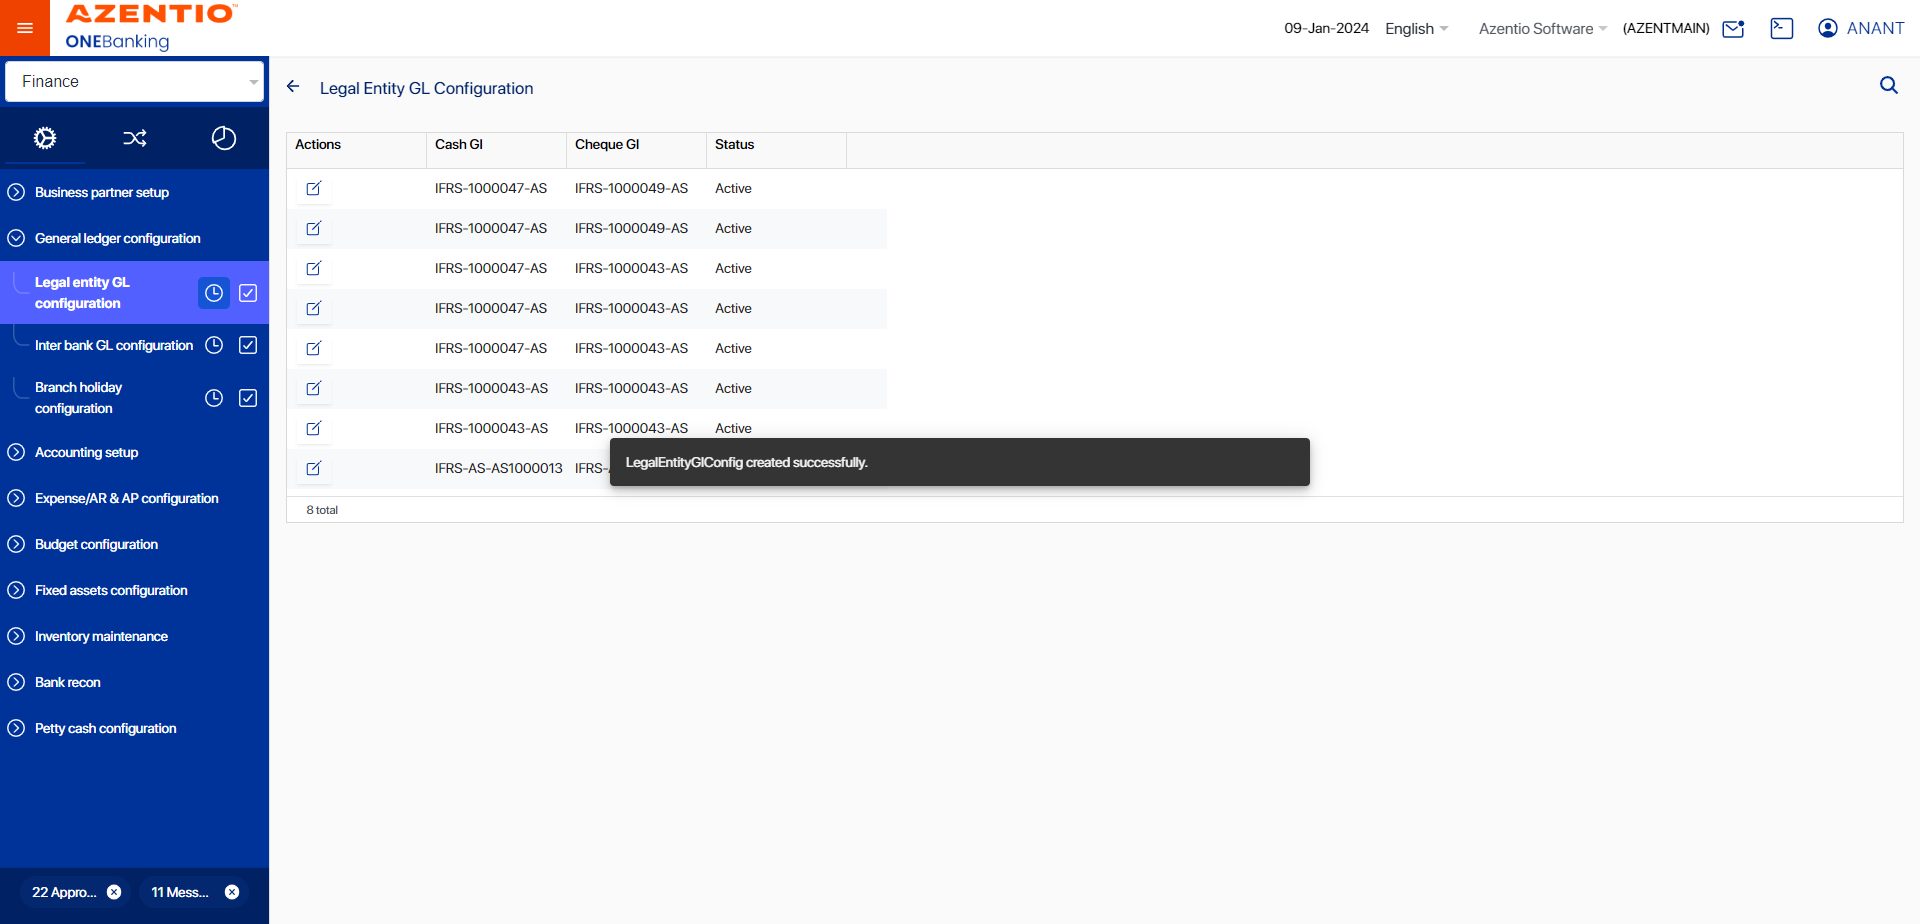 AZENTIO™
ONEBanking
09-Jan-2024 English Azentio Software (AZENTMAIN) ANANT
Finance
Business partner setup
General ledger configuration
Legal entity GL
configuration
Inter bank GL configuration
Branch holiday
configuration
Accounting setup
Expense/AR & AP configuration
Budget configuration
Fixed assets configuration
Inventory maintenance
Bank recon
Petty cash configuration
22 Appro...
11 Mess...
Legal Entity GL Configuration
Actions Cash Gl Cheque Gl Status
IFRS-1000047-AS IFRS-1000049-AS Active
IFRS-1000047-AS IFRS-1000049-AS Active
IFRS-1000047-AS IFRS-1000043-AS Active
IFRS-1000047-AS IFRS-1000043-AS Active
IFRS-1000047-AS IFRS-1000043-AS Active
IFRS-1000043-AS IFRS-1000043-AS Active
IFRS-1000043-AS IFRS-1000043-AS Active
IFRS-AS-AS1000013 IFRS-
LegalEntityGlConfig created successfully.
8 total